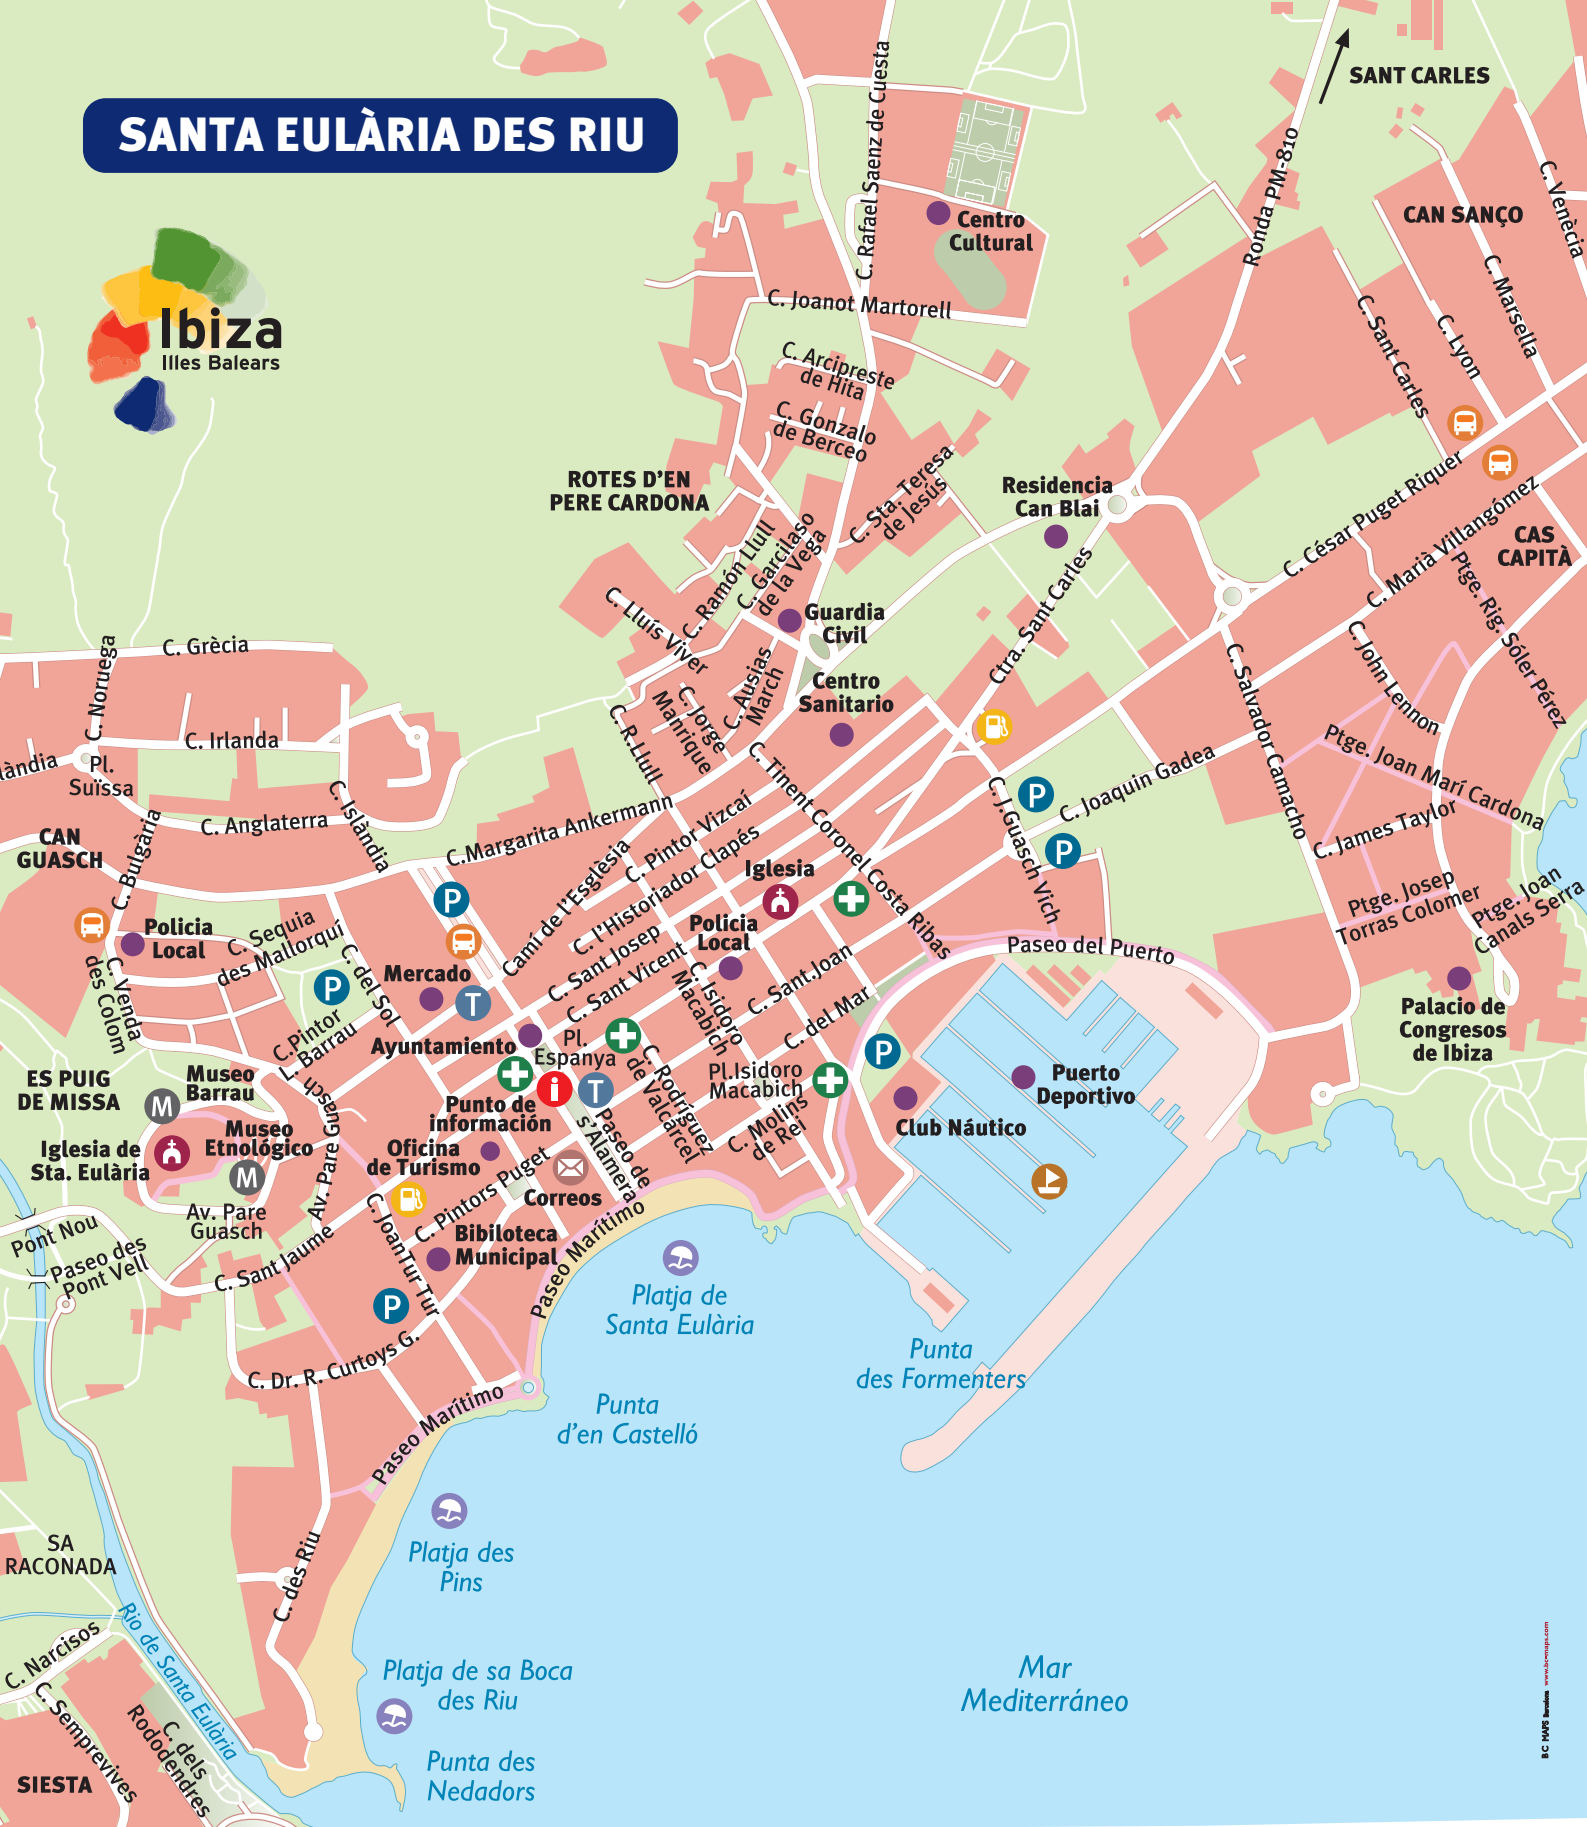 SANTA EULÀRIA DES RIU
Ibiza
Illes Balears
SANT CARLES
Ronda PM-810
CAN SANÇO
C. Venècia
C. Marsella
C. Lyon
C. Sant Carles
C. Rafael Saenz de Cuesta
Centro
Cultural
C. Joanot Martorell
C. Arcipreste
de Hita
C. Gonzalo
de Berceo
C. Sta. Teresa
de Jesús
ROTES D'EN
PERE CARDONA
Residencia
Can Blai
C. César Puget Riquer
C. Marià Villangómez
CAS
CAPITÀ
Ptge. Rig. Sóler Pérez
C. Ramón Llull
C. Garcilaso
de la Vega
C. Lluís Viver
Guardia
Civil
Ctra. Sant Carles
C. John Lennon
C. Salvador Camacho
C. Ausias
March
Centro
Sanitario
C. Jorge
Manrique
C. R.Llull
C. Grècia
C. Noruega
C. Irlanda
làndia
Pl.
Suïssa
C. Islàndia
C. Anglaterra
C. Bulgària
CAN
GUASCH
C.Margarita Ankermann
C. Tinent Coronel Costa Ribas
C. Pintor Vizcaí
C. l'Historiador Clapés
Camí de l'Església
C. Joaquin Gadea
C. J.Guasch Vich
Ptge. Joan Marí Cardona
C. James Taylor
Ptge. Josep
Torras Colomer
Ptge. Joan
Canals Serra
Iglesia
Policia
Local
P
P
P
Policia
Local
C. Sequia
des Mallorquí
C. Venda
des Colom
C. del Sol
P
Mercado
T
C. Sant Josep
C. Sant Vicent
C. Isidoro
Macabich
C. Sant.Joan
C. del Mar
Paseo del Puerto
Palacio de
Congresos
de Ibiza
C.Pintor
L. Barrau
Ayuntamiento
Pl.
Espanya
C. Rodríguez
de Valcárcel
Pl.Isidoro
Macabich
P
Puerto
Deportivo
Club Náutico
C. Molins
de Rei
ES PUIG
DE MISSA
Museo
Barrau
M
Museo
Etnológico
M
Iglesia de
Sta. Eulària
Av. Pare Guasch
Av. Pare
Guasch
Punto de
información
i
T
Oficina
de Turismo
Paseo de
s'Alamera
C. Pintors Puget
Correos
Bibiloteca
Municipal
C. JoanTur Tur
Pont Nou
Paseo des
Pont Vell
C. Sant Jaume
P
Paseo Marítimo
C. Dr. R. Curtoys G.
Paseo Marítimo
Platja de
Santa Eulària
Punta
des Formenters
Punta
d'en Castelló
Platja des
Pins
C. des Riu
SA
RACONADA
Rio de Santa Eulària
C. Narcisos
C. Semprevives
C. dels
Rododendres
SIESTA
Platja de sa Boca
des Riu
Punta des
Nedadors
Mar
Mediterráneo
BC MAPS Barcelona www.bcmaps.com